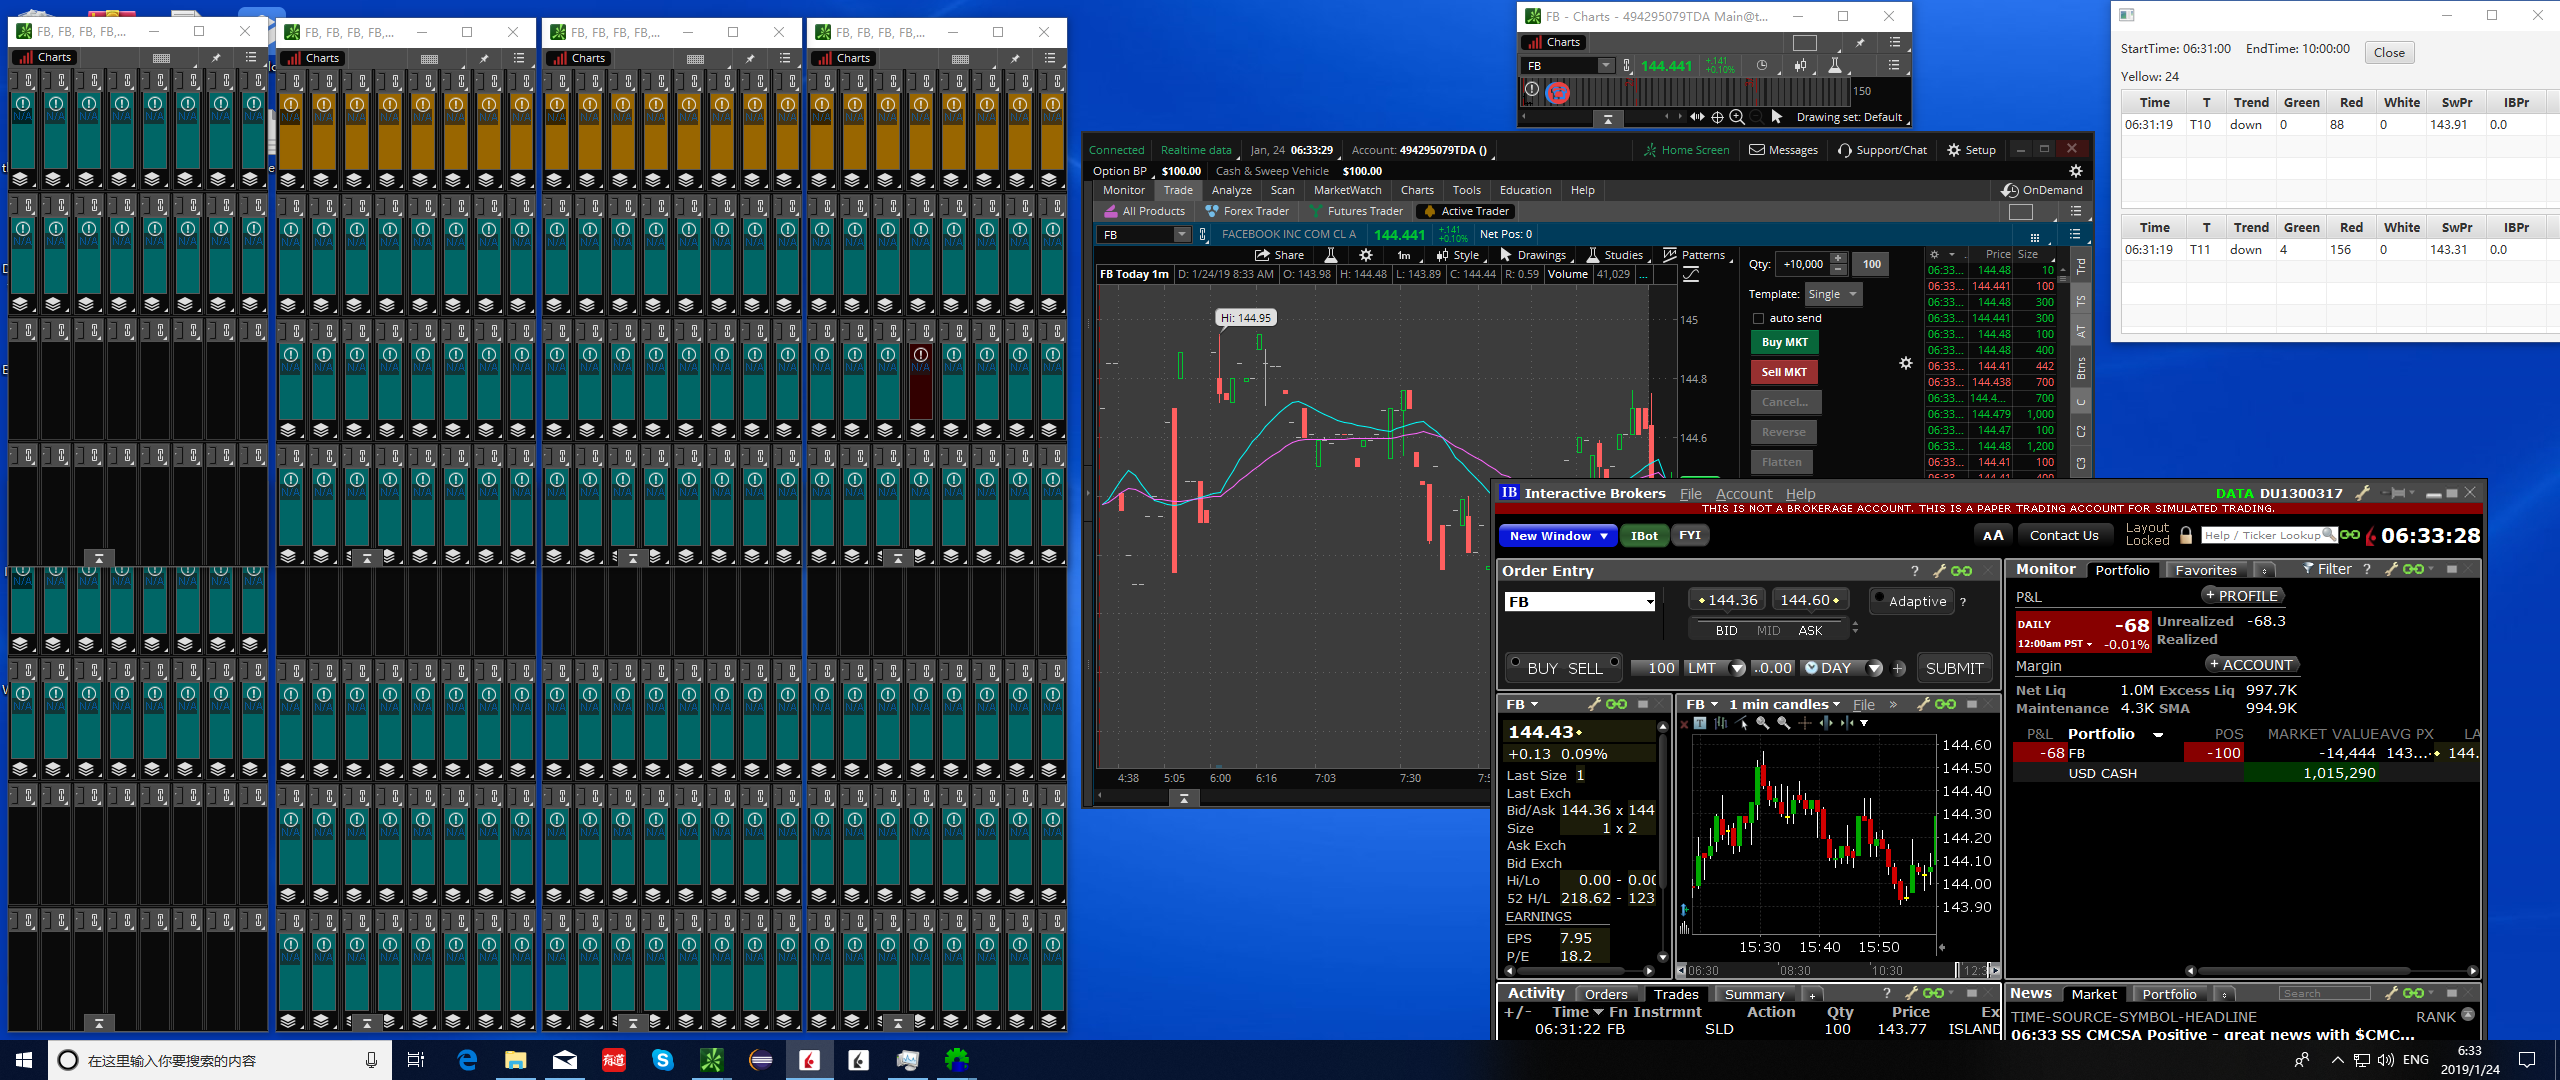 FB, FB, FB, FB,...
Charts
FB, FB, FB, FB,...
Charts
FB, FB, FB, FB,...
Charts
FB, FB, FB, FB,...
Charts
FB - Charts - 494295079TDA Main@t...
Charts
FB 144.441 +.141 +0.10%
150
Drawing set: Default
StartTime: 06:31:00 EndTime: 10:00:00 Close
Yellow: 24
Time T Trend Green Red White SwPr IBPr
06:31:19 T10 down 0 88 0 143.91 0.0
Time T Trend Green Red White SwPr IBPr
06:31:19 T11 down 4 156 0 143.31 0.0
Connected Realtime data Jan, 24 06:33:29 Account: 494295079TDA () Home Screen Messages Support/Chat Setup
Option BP $100.00 Cash & Sweep Vehicle $100.00
Monitor Trade Analyze Scan MarketWatch Charts Tools Education Help OnDemand
All Products Forex Trader Futures Trader Active Trader
FB FACEBOOK INC COM CL A 144.441 +.141 +0.10% Net Pos: 0
Share 1m Style Drawings Studies Patterns
FB Today 1m D: 1/24/19 8:33 AM O: 143.98 H: 144.48 L: 143.89 C: 144.44 R: 0.59 Volume 41,029 ...
Hi: 144.95
145
144.8
144.6
4:38 5:05 6:00 6:16 7:03 7:30
Qty: +10,000 100
Template: Single
auto send
Buy MKT
Sell MKT
Cancel...
Reverse
Flatten
Price Size
06:33... 144.48 10
06:33... 144.441 100
06:33... 144.48 300
06:33... 144.441 300
06:33... 144.48 100
06:33... 144.48 400
06:33... 144.41 442
06:33... 144.438 700
06:33... 144.4... 700
06:33... 144.479 1,000
06:33... 144.47 100
06:33... 144.48 1,200
06:33... 144.41 100
Trd
TS
AT
Btns
C
C2
C3
IB Interactive Brokers File Account Help DATA DU1300317
THIS IS NOT A BROKERAGE ACCOUNT. THIS IS A PAPER TRADING ACCOUNT FOR SIMULATED TRADING.
New Window IBot FYI AA Contact Us Layout Locked Help / Ticker Lookup 06:33:28
Order Entry
FB 144.36 144.60 Adaptive ?
BID MID ASK
BUY SELL 100 LMT ..0.00 DAY + SUBMIT
FB
144.43
+0.13 0.09%
Last Size 1
Last Exch
Bid/Ask 144.36 x 144
Size 1 x 2
Ask Exch
Bid Exch
Hi/Lo 0.00 - 0.00
52 H/L 218.62 - 123
EARNINGS
EPS 7.95
P/E 18.2
FB 1 min candles File »
144.60
144.50
144.40
144.30
144.20
144.10
144.00
143.90
15:30 15:40 15:50
06:30 08:30 10:30
Monitor Portfolio Favorites Filter ?
P&L + PROFILE
DAILY -68 Unrealized -68.3
12:00am PST -0.01% Realized
Margin + ACCOUNT
Net Liq 1.0M Excess Liq 997.7K
Maintenance 4.3K SMA 994.9K
P&L Portfolio POS MARKET VALUE AVG PX LA
-68 FB -100 -14,444 143.... 144.
USD CASH 1,015,290
Activity Orders Trades Summary + ?
+/- Time Fn Instrmnt Action Qty Price Ex
06:31:22 FB SLD 100 143.77 ISLAND
News Market Portfolio Search
TIME-SOURCE-SYMBOL-HEADLINE RANK
06:33 SS CMCSA Positive - great news with $CMC...
在这里输入你要搜索的内容
有道
ENG
6:33
2019/1/24